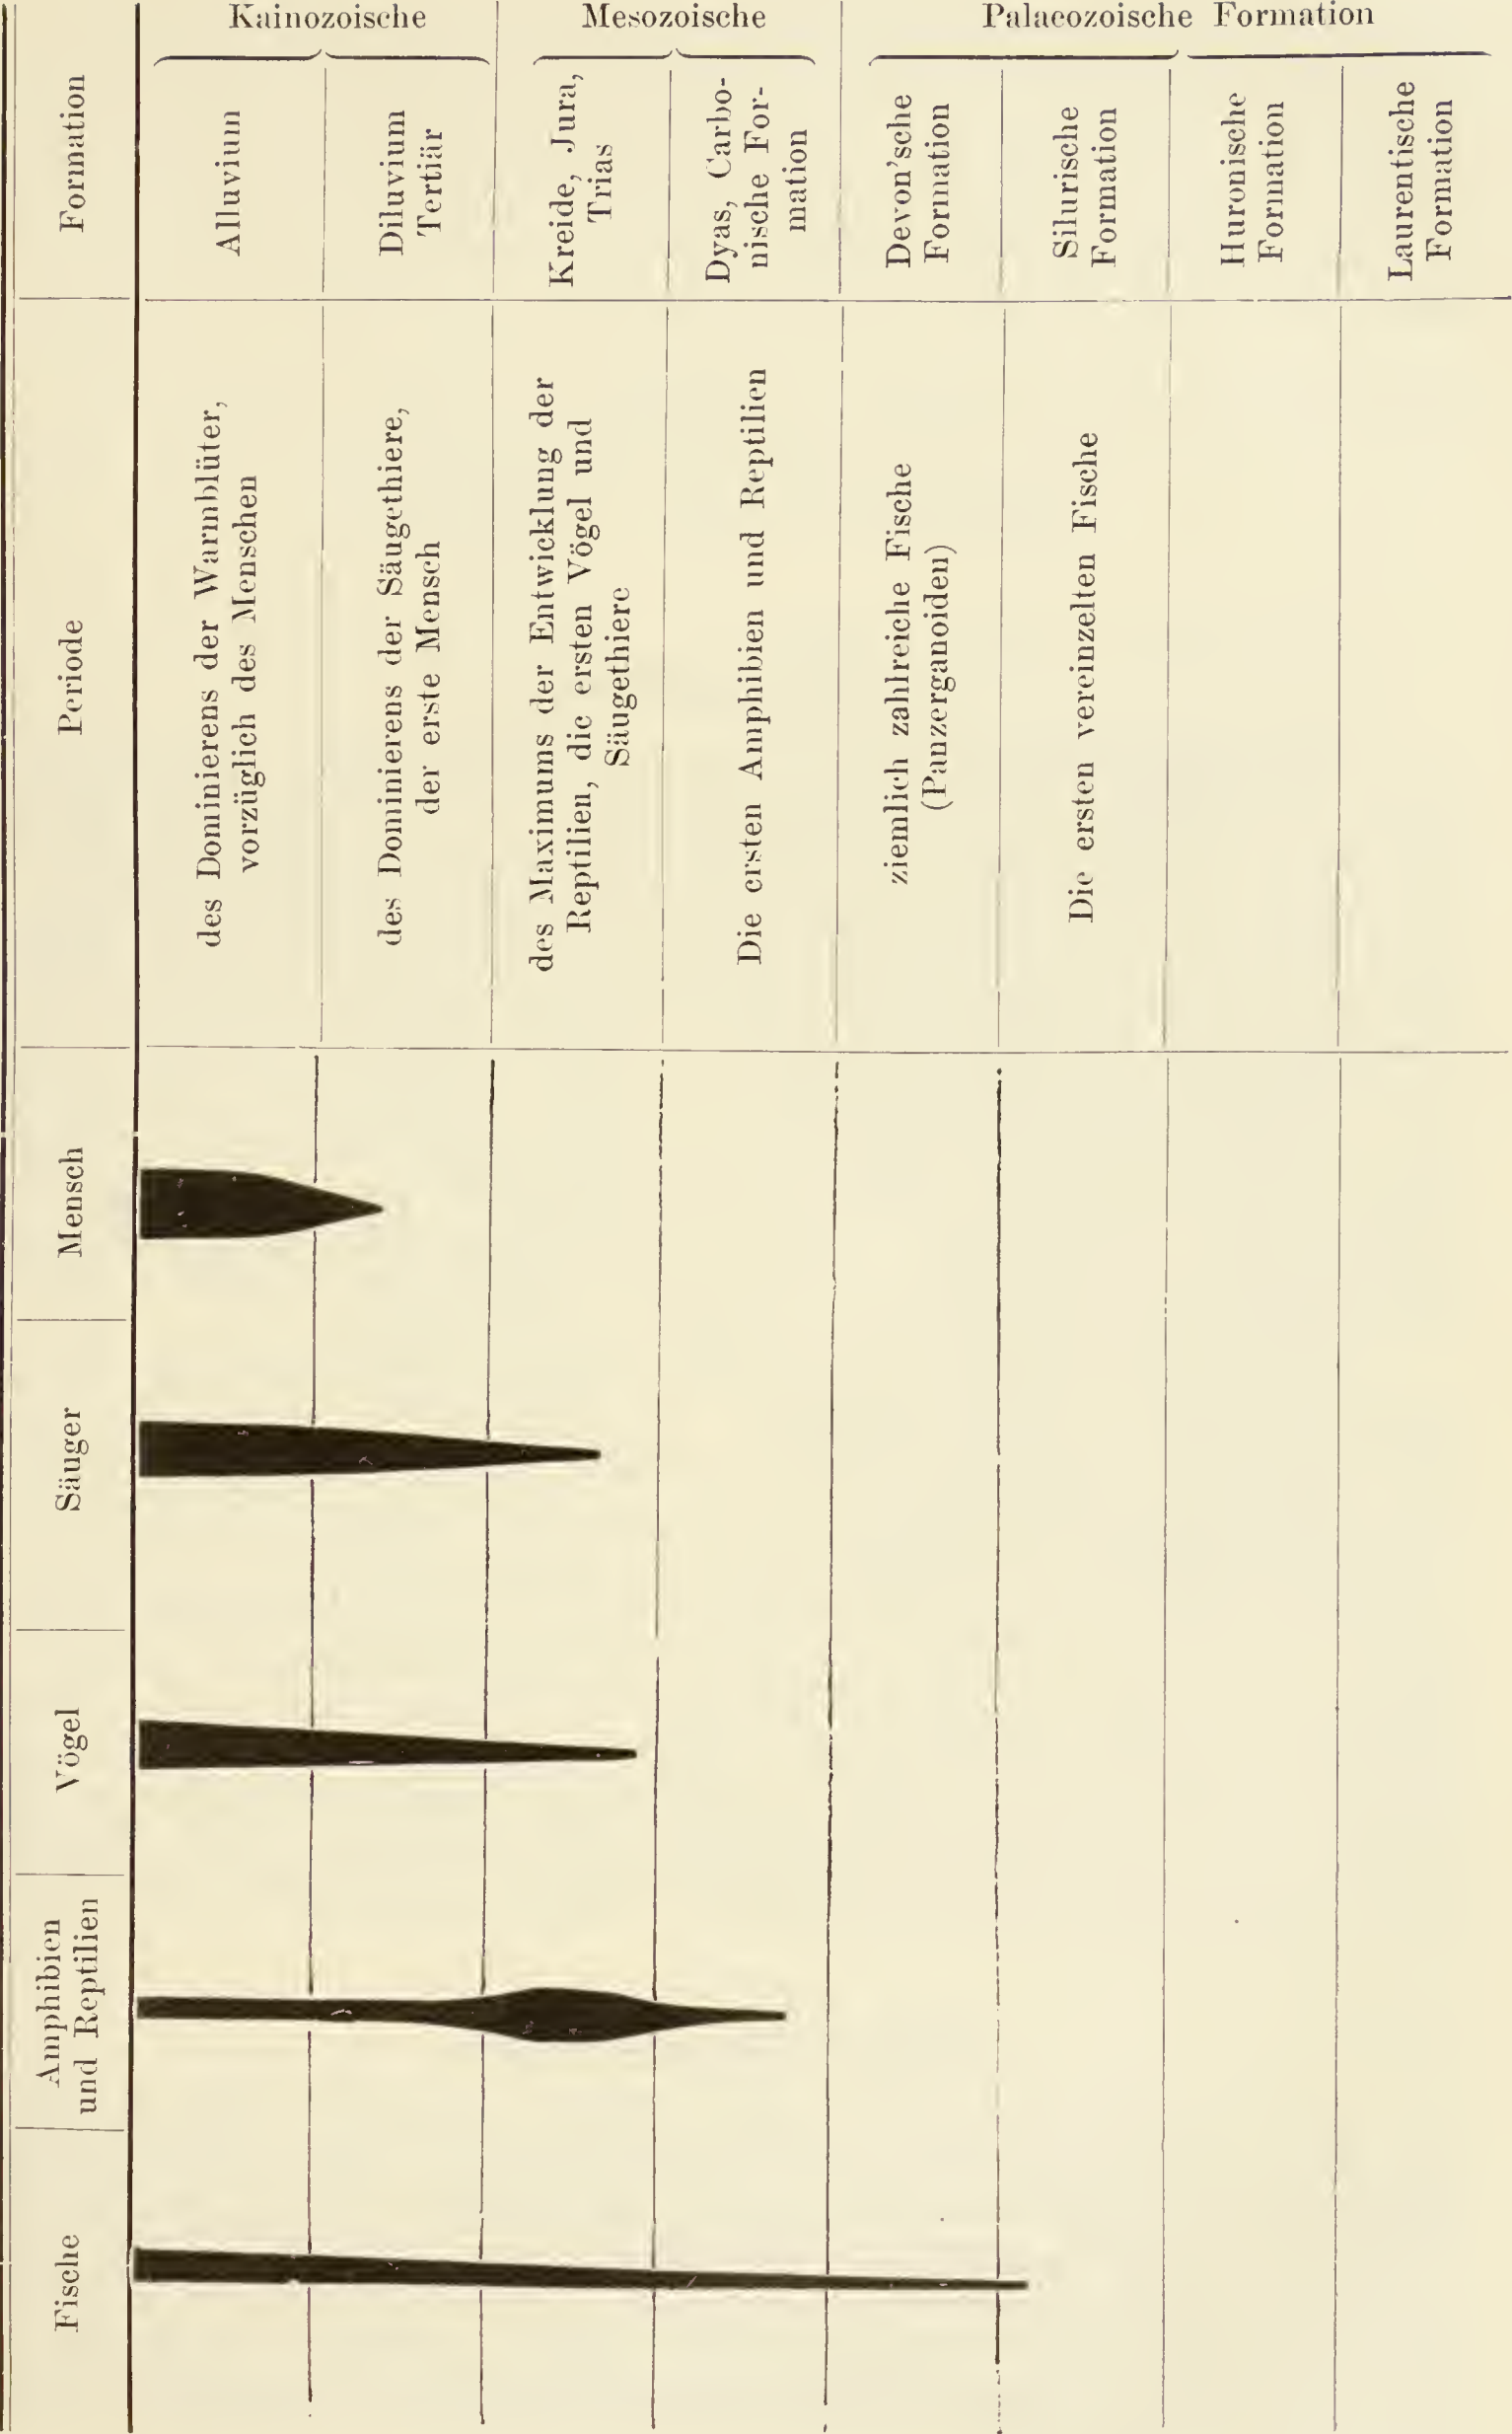 Kainozoische
Mesozoische
Palaeozoische Formation
Formation
Alluvium
Diluvium
Tertiär
Kreide, Jura,
Trias
Dyas, Carbo-
nische For-
mation
Devon'sche
Formation
Silurische
Formation
Huronische
Formation
Laurentische
Formation
Periode
des Dominierens der Warmblüter,
vorzüglich des Menschen
des Dominierens der Säugethiere,
der erste Mensch
des Maximums der Entwicklung der
Reptilien, die ersten Vögel und
Säugethiere
Die ersten Amphibien und Reptilien
ziemlich zahlreiche Fische
(Panzerganoiden)
Die ersten vereinzelten Fische
Mensch
Säuger
Vögel
Amphibien
und Reptilien
Fische